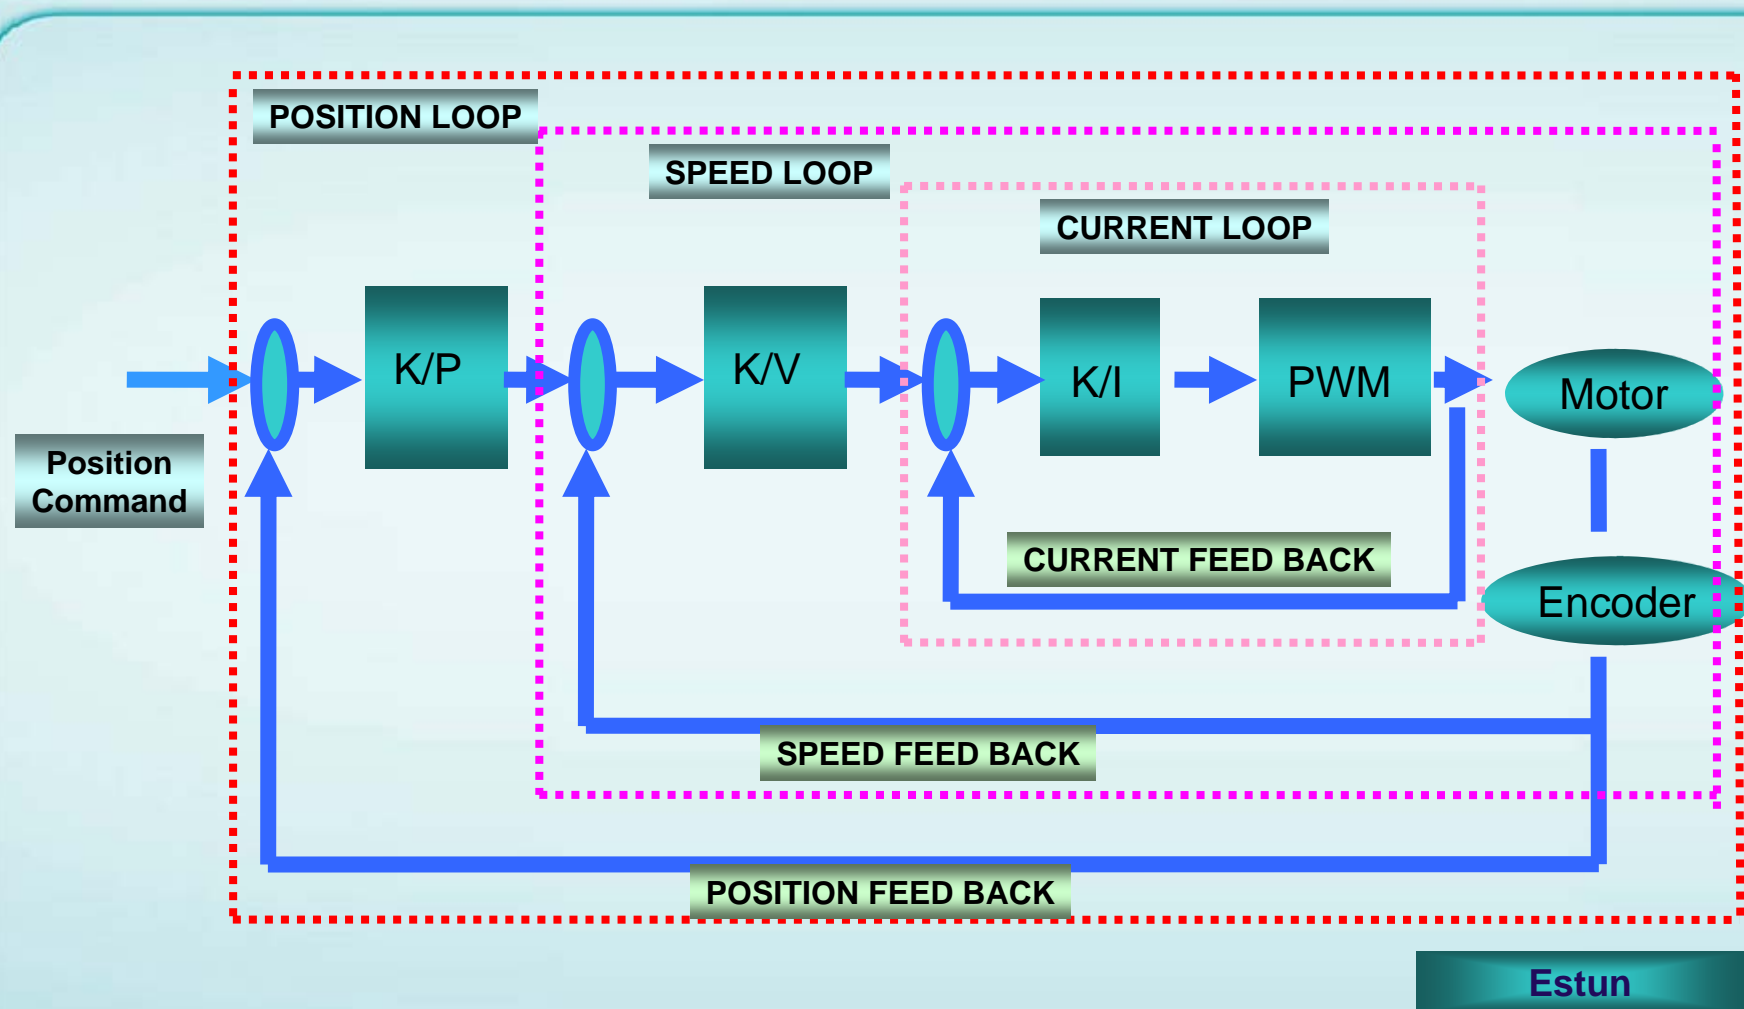 POSITION LOOP
SPEED LOOP
CURRENT LOOP
K/P
K/V
K/I
PWM
Motor
Position
Command
CURRENT FEED BACK
Encoder
SPEED FEED BACK
POSITION FEED BACK
Estun